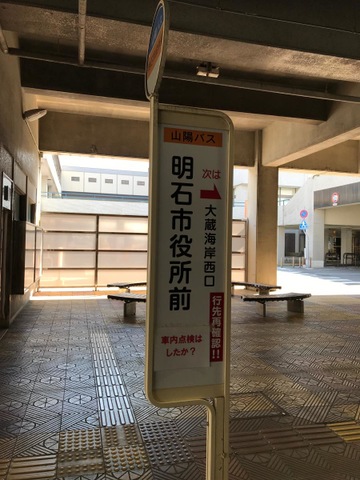 山陽バス
明石市役所前
次は
大蔵海岸西口
行先再確認!!
車内点検は
したか?